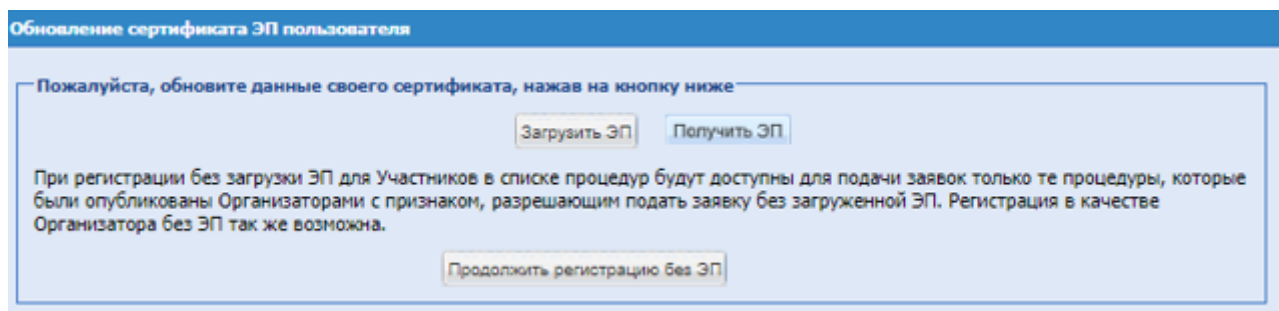 Обновление сертификата ЭП пользователя
Пожалуйста, обновите данные своего сертификата, нажав на кнопку ниже
Загрузить ЭП Получить ЭП
При регистрации без загрузки ЭП для Участников в списке процедур будут доступны для подачи заявок только те процедуры, которые
были опубликованы Организаторами с признаком, разрешающим подать заявку без загруженной ЭП. Регистрация в качестве
Организатора без ЭП так же возможна.
Продолжить регистрацию без ЭП